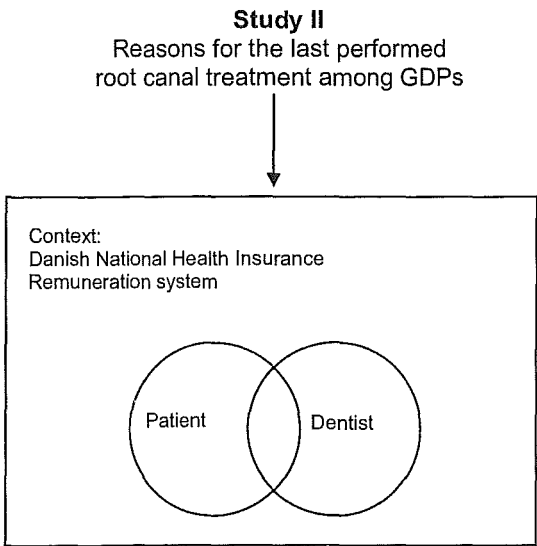 Study II
Reasons for the last performed
root canal treatment among GDPs
Context:
Danish National Health Insurance
Remuneration system
Patient
Dentist